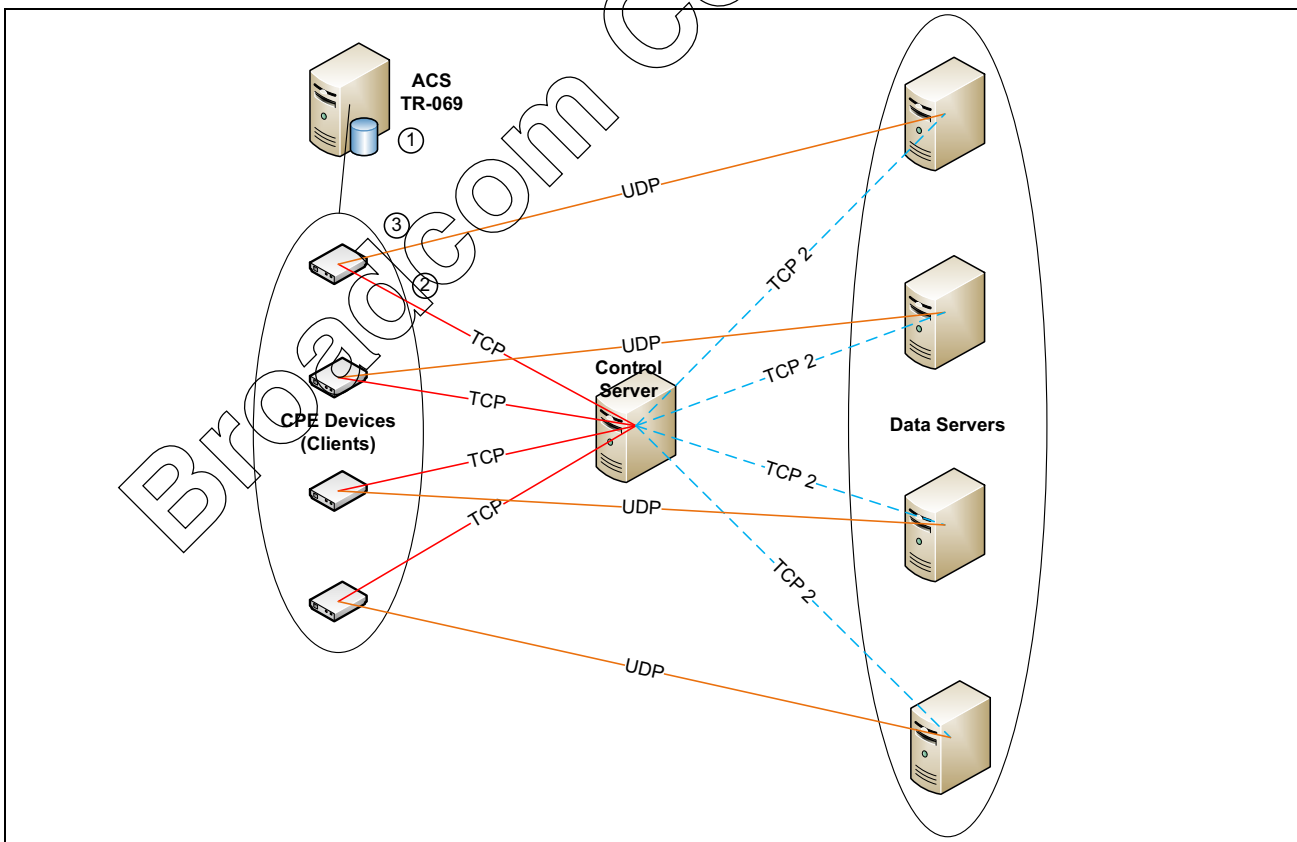 ACS
TR-069
1
UDP
3
2
TCP 2
TCP
UDP
Control
Server
TCP 2
TCP
CPE Devices
(Clients)
Data Servers
TCP
TCP 2
TCP
UDP
TCP 2
UDP
Broadcom Co